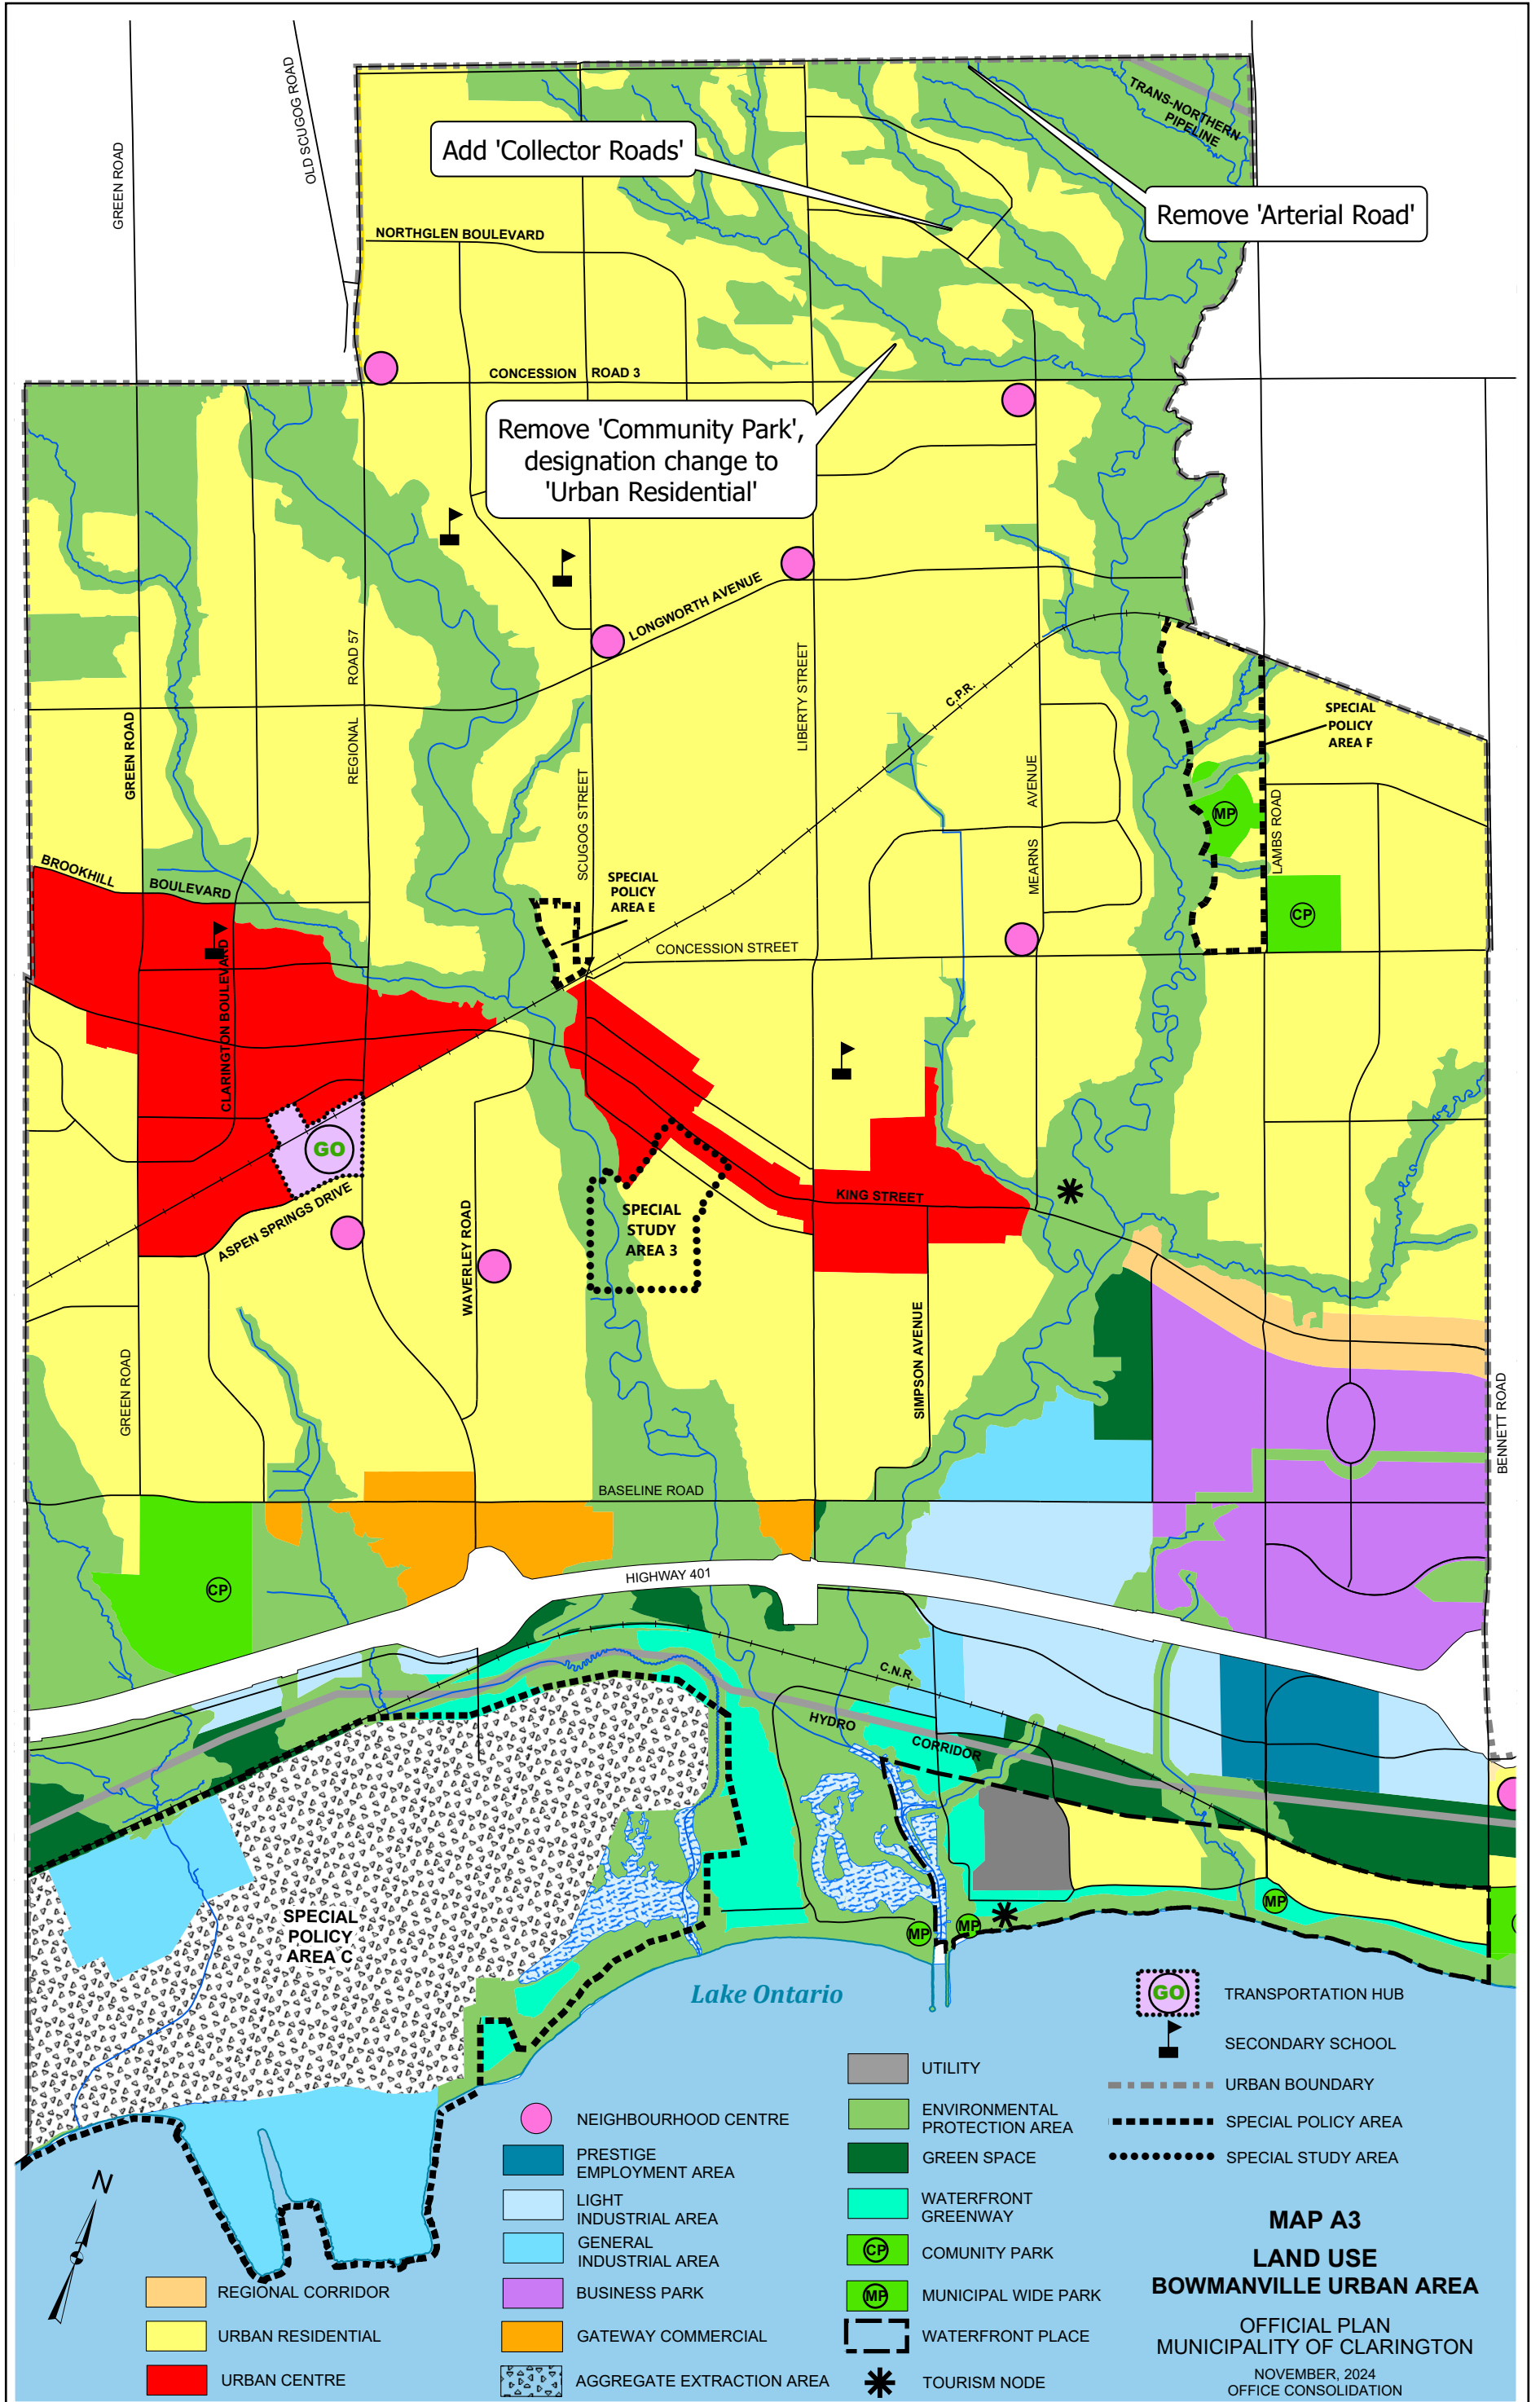 GREEN ROAD
OLD SCUGOG ROAD
TRANS-NORTHERN
PIPELINE
Add 'Collector Roads'
Remove 'Arterial Road'
NORTHGLEN BOULEVARD
CONCESSION ROAD 3
Remove 'Community Park',
designation change to
'Urban Residential'
LONGWORTH AVENUE
REGIONAL ROAD 57
GREEN ROAD
LIBERTY STREET
C.P.R.
SPECIAL
POLICY
AREA F
SCUGOG STREET
MEARNS AVENUE
LAMBS ROAD
MP
CP
BROOKHILL BOULEVARD
SPECIAL
POLICY
AREA E
CONCESSION STREET
CLARINGTON BOULEVARD
GO
ASPEN SPRINGS DRIVE
WAVERLEY ROAD
SPECIAL
STUDY
AREA 3
KING STREET
SIMPSON AVENUE
GREEN ROAD
BENNETT ROAD
BASELINE ROAD
CP
HIGHWAY 401
C.N.R.
HYDRO
CORRIDOR
MP
MP
MP
SPECIAL
POLICY
AREA C
Lake Ontario
N
REGIONAL CORRIDOR
URBAN RESIDENTIAL
URBAN CENTRE
NEIGHBOURHOOD CENTRE
PRESTIGE
EMPLOYMENT AREA
LIGHT
INDUSTRIAL AREA
GENERAL
INDUSTRIAL AREA
BUSINESS PARK
GATEWAY COMMERCIAL
AGGREGATE EXTRACTION AREA
UTILITY
ENVIRONMENTAL
PROTECTION AREA
GREEN SPACE
WATERFRONT
GREENWAY
CP COMUNITY PARK
MP MUNICIPAL WIDE PARK
WATERFRONT PLACE
TOURISM NODE
GO TRANSPORTATION HUB
SECONDARY SCHOOL
URBAN BOUNDARY
SPECIAL POLICY AREA
SPECIAL STUDY AREA
MAP A3
LAND USE
BOWMANVILLE URBAN AREA
OFFICIAL PLAN
MUNICIPALITY OF CLARINGTON
NOVEMBER, 2024
OFFICE CONSOLIDATION